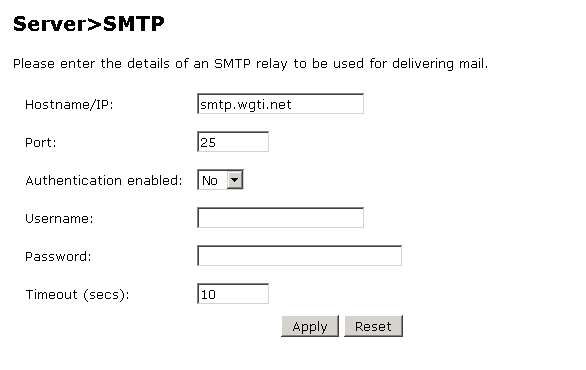 Server>SMTP
Please enter the details of an SMTP relay to be used for delivering mail.
Hostname/IP: smtp.wgti.net
Port: 25
Authentication enabled: No
Username:
Password:
Timeout (secs): 10
Apply Reset